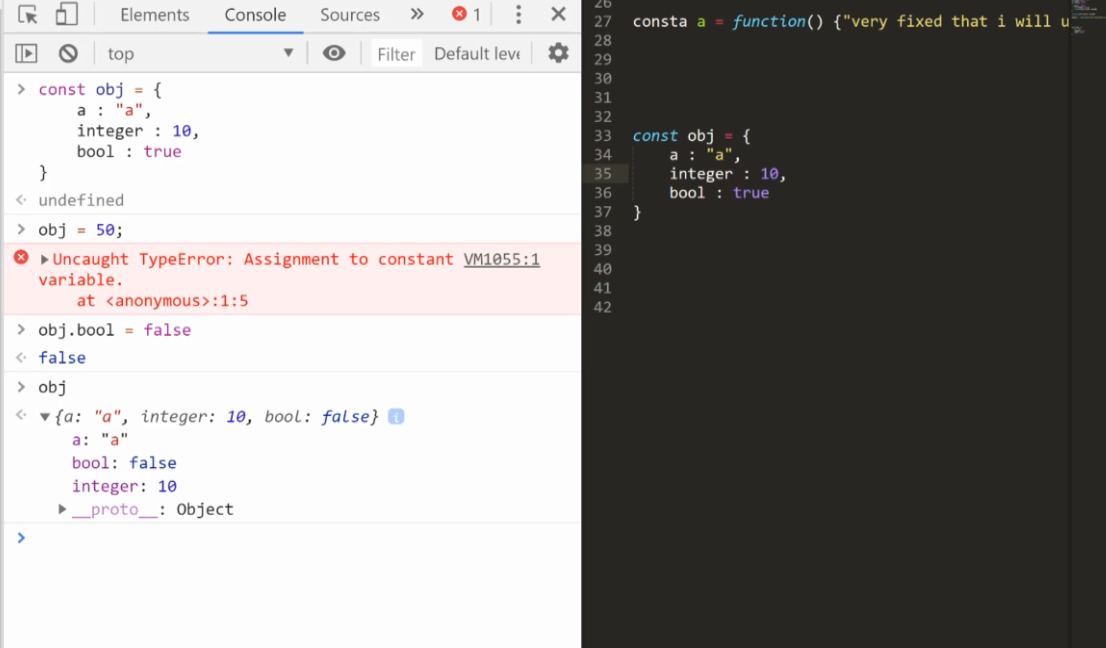 Elements Console Sources » 1
top Filter Default leve
> const obj = {
a : "a",
integer : 10,
bool : true
}
undefined
> obj = 50;
Uncaught TypeError: Assignment to constant VM1055:1
variable.
at <anonymous>:1:5
> obj.bool = false
false
> obj
{a: "a", integer: 10, bool: false} i
a: "a"
bool: false
integer: 10
__proto__: Object
>
26
27 consta a = function() {"very fixed that i will u
28
29
30
31
32
33 const obj = {
34 a : "a",
35 integer : 10,
36 bool : true
37 }
38
39
40
41
42